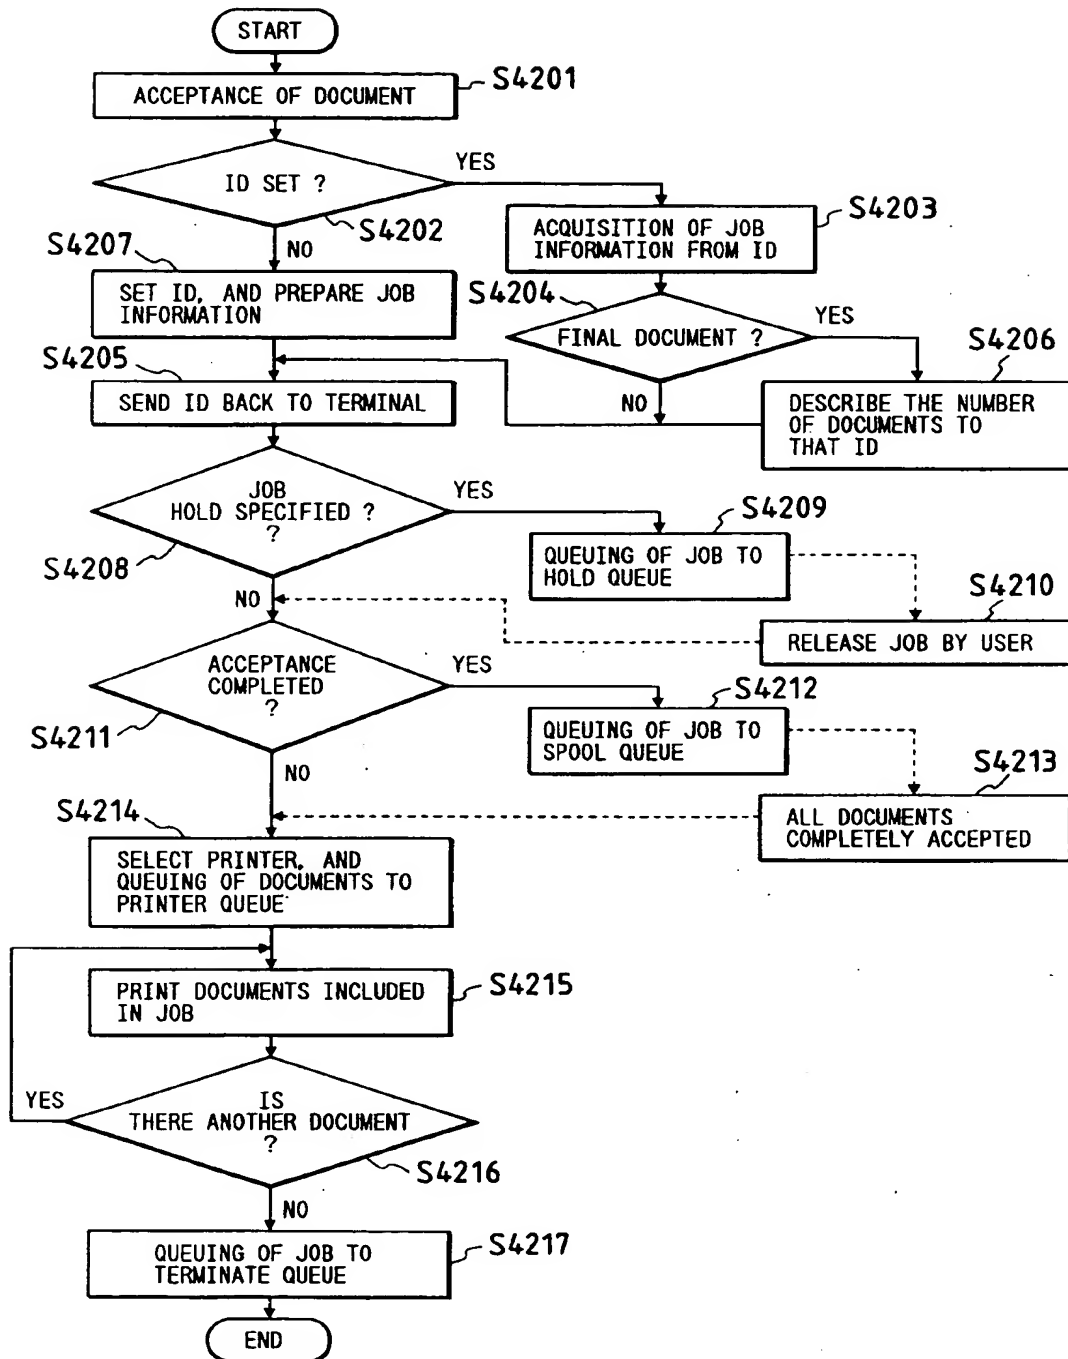 START
S4201
ACCEPTANCE OF DOCUMENT
YES
ID SET ?
S4202
S4203
ACQUISITION OF JOB
INFORMATION FROM ID
S4207
NO
SET ID, AND PREPARE JOB
INFORMATION
S4204
FINAL DOCUMENT ?
YES
S4206
S4205
SEND ID BACK TO TERMINAL
NO
DESCRIBE THE NUMBER
OF DOCUMENTS TO
THAT ID
JOB
HOLD SPECIFIED ?
?
YES
S4208
S4209
QUEUING OF JOB TO
HOLD QUEUE
NO
S4210
RELEASE JOB BY USER
ACCEPTANCE
COMPLETED
?
YES
S4211
S4212
QUEUING OF JOB TO
SPOOL QUEUE
NO
S4213
ALL DOCUMENTS
COMPLETELY ACCEPTED
S4214
SELECT PRINTER, AND
QUEUING OF DOCUMENTS TO
PRINTER QUEUE
S4215
PRINT DOCUMENTS INCLUDED
IN JOB
YES
IS
THERE ANOTHER DOCUMENT
?
S4216
NO
S4217
QUEUING OF JOB TO
TERMINATE QUEUE
END